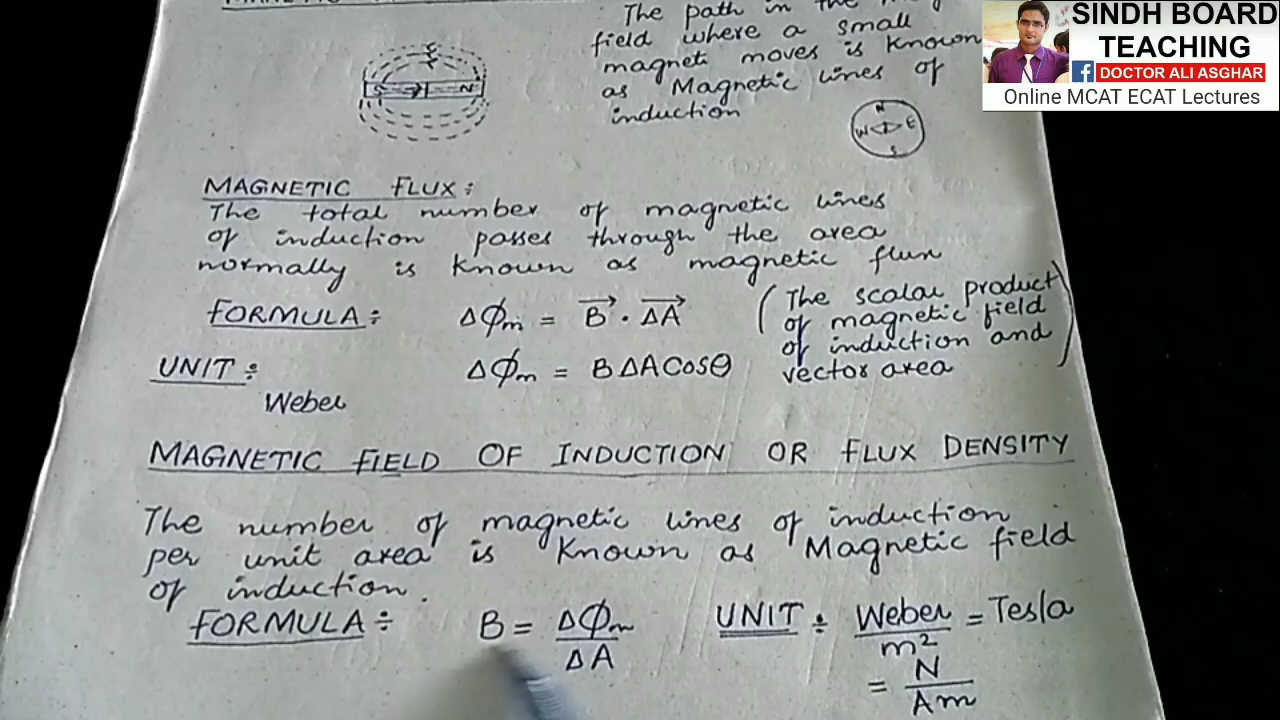 The path in the
field where a small
magneti moves is known
as Magnetic lines of
induction
S N
N
W E
S
SINDH BOARD
TEACHING
f DOCTOR ALI ASGHAR
Online MCAT ECAT Lectures
MAGNETIC FLUX:
The total number of magnetic lines
of induction passes through the area
normally is known as magnetic flux
FORMULA÷ Δϕm = B⃗ · ΔA⃗
(The scalar product
of magnetic field
of induction and
vector area)
UNIT÷ Δϕm = BΔACosθ
Weber
MAGNETIC FIELD OF INDUCTION OR FLUX DENSITY
The number of magnetic lines of induction
per unit area is known as Magnetic field
of induction.
FORMULA÷ B = Δϕm / ΔA UNIT÷ Weber / m² = Tesla
= N / Am